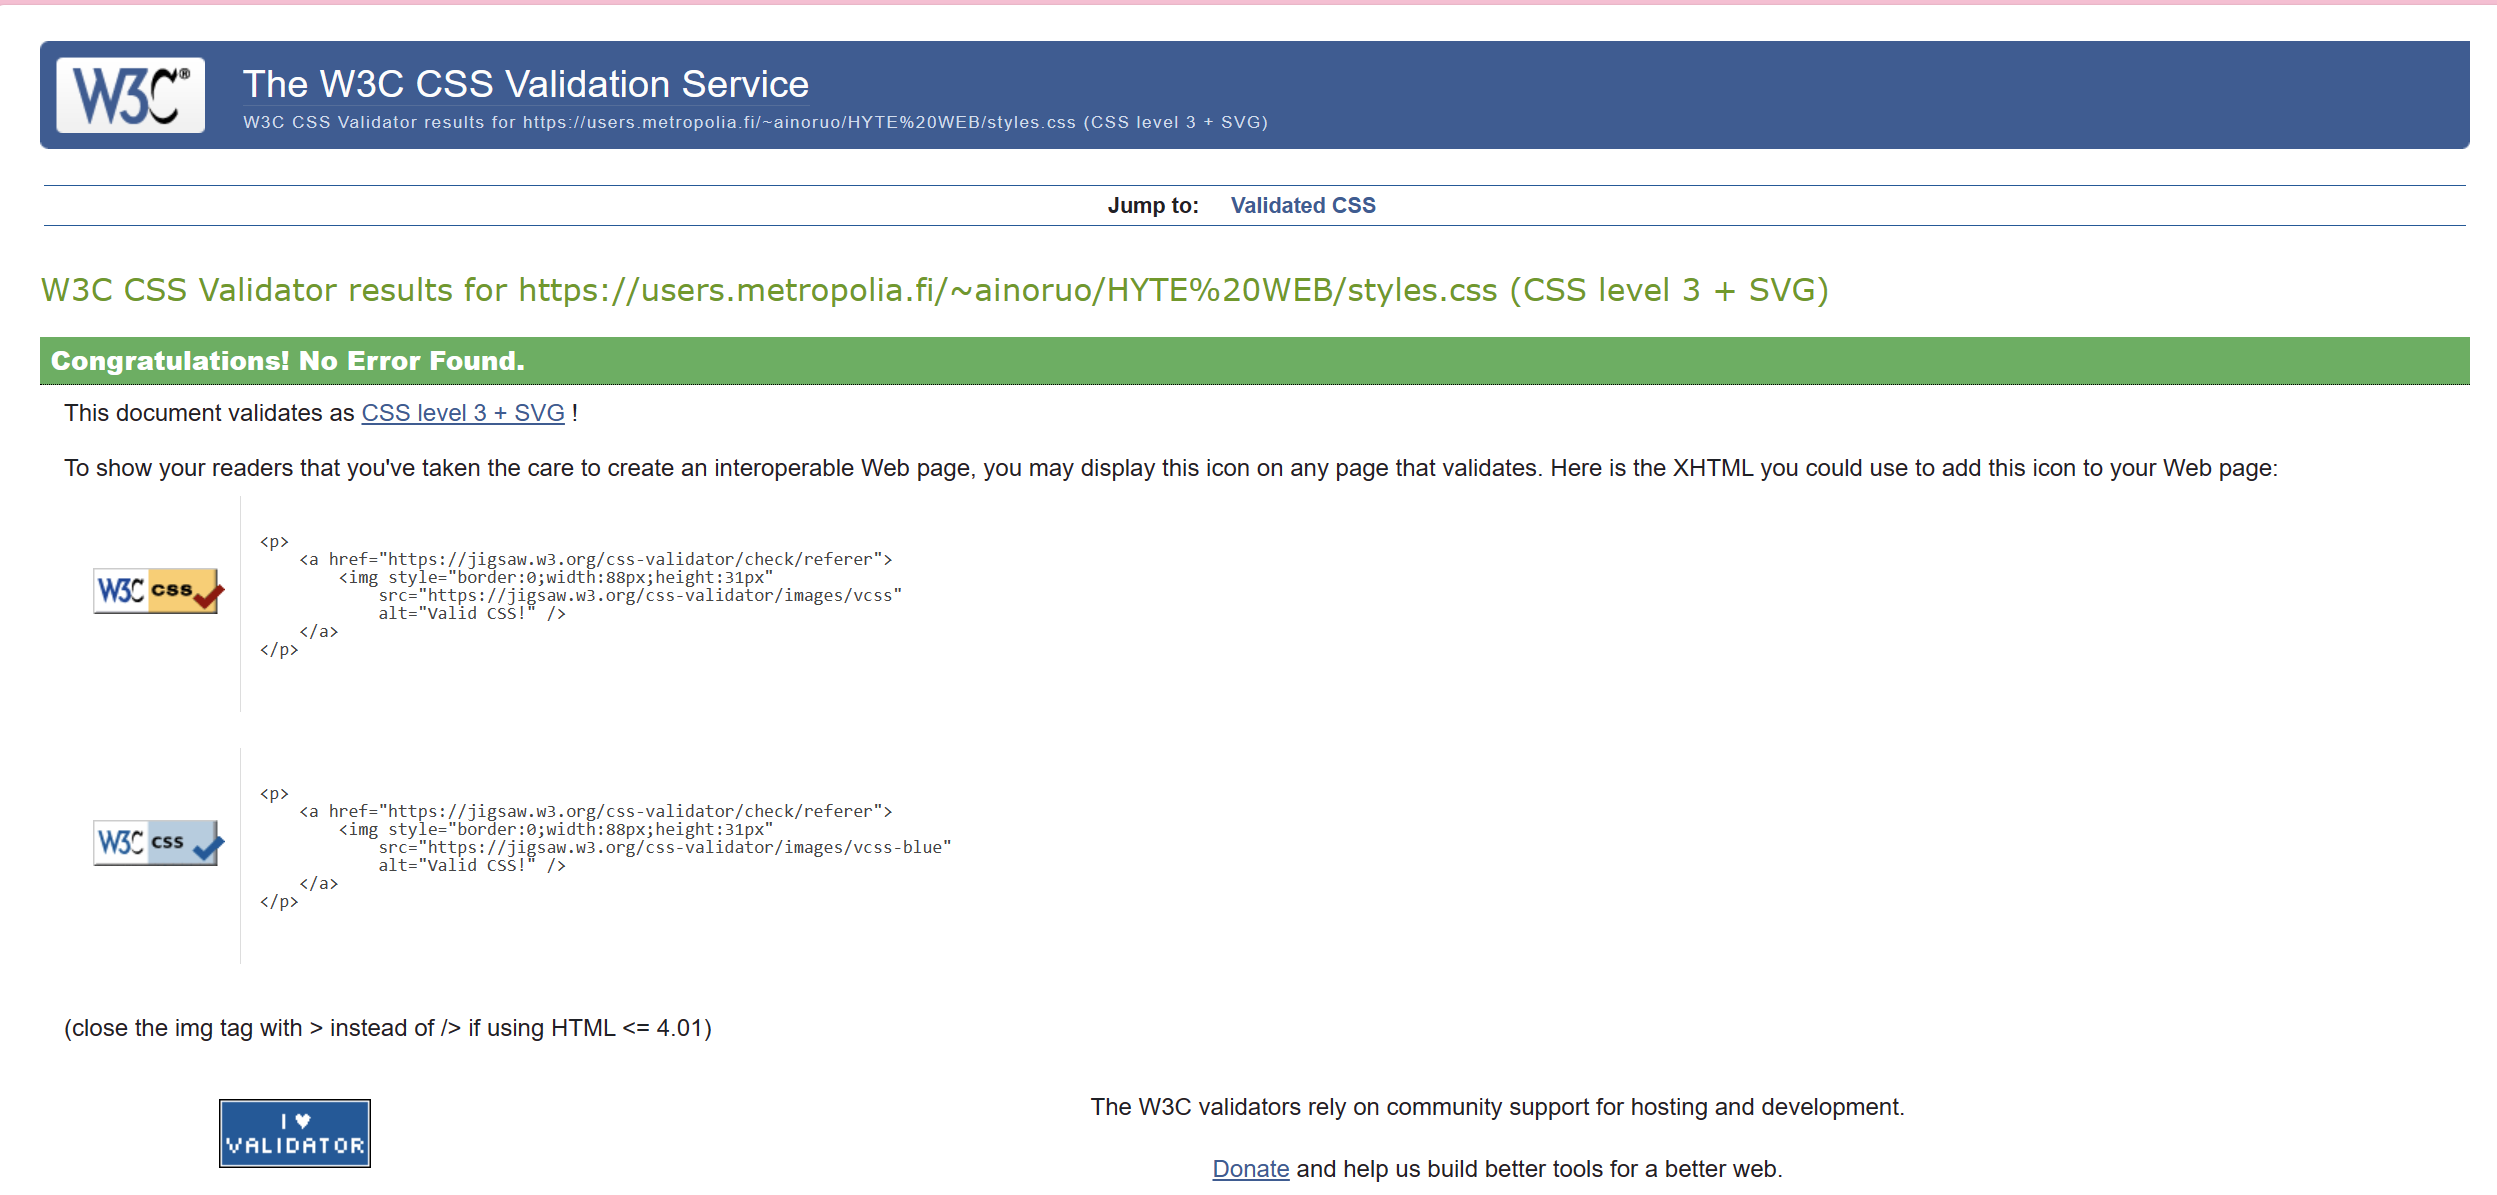 W3C®
The W3C CSS Validation Service
W3C CSS Validator results for https://users.metropolia.fi/~ainoruo/HYTE%20WEB/styles.css (CSS level 3 + SVG)
Jump to: Validated CSS
W3C CSS Validator results for https://users.metropolia.fi/~ainoruo/HYTE%20WEB/styles.css (CSS level 3 + SVG)
Congratulations! No Error Found.
This document validates as CSS level 3 + SVG !
To show your readers that you've taken the care to create an interoperable Web page, you may display this icon on any page that validates. Here is the XHTML you could use to add this icon to your Web page:
W3C css
<p>
    <a href="https://jigsaw.w3.org/css-validator/check/referer">
        <img style="border:0;width:88px;height:31px"
            src="https://jigsaw.w3.org/css-validator/images/vcss"
            alt="Valid CSS!" />
    </a>
</p>
W3C css
<p>
    <a href="https://jigsaw.w3.org/css-validator/check/referer">
        <img style="border:0;width:88px;height:31px"
            src="https://jigsaw.w3.org/css-validator/images/vcss-blue"
            alt="Valid CSS!" />
    </a>
</p>
(close the img tag with > instead of /> if using HTML <= 4.01)
I ♥
VALIDATOR
The W3C validators rely on community support for hosting and development.
Donate and help us build better tools for a better web.